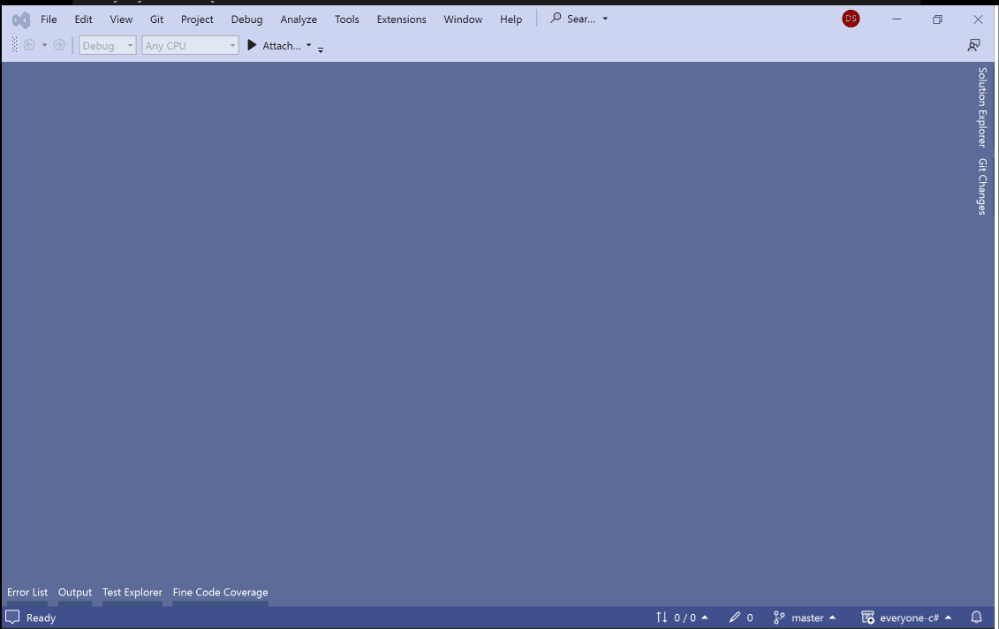 File Edit View Git Project Debug Analyze Tools Extensions Window Help Sear... DS
Debug Any CPU Attach...
Solution Explorer
Git Changes
Error List Output Test Explorer Fine Code Coverage
Ready 0 / 0 0 master everyone-c#